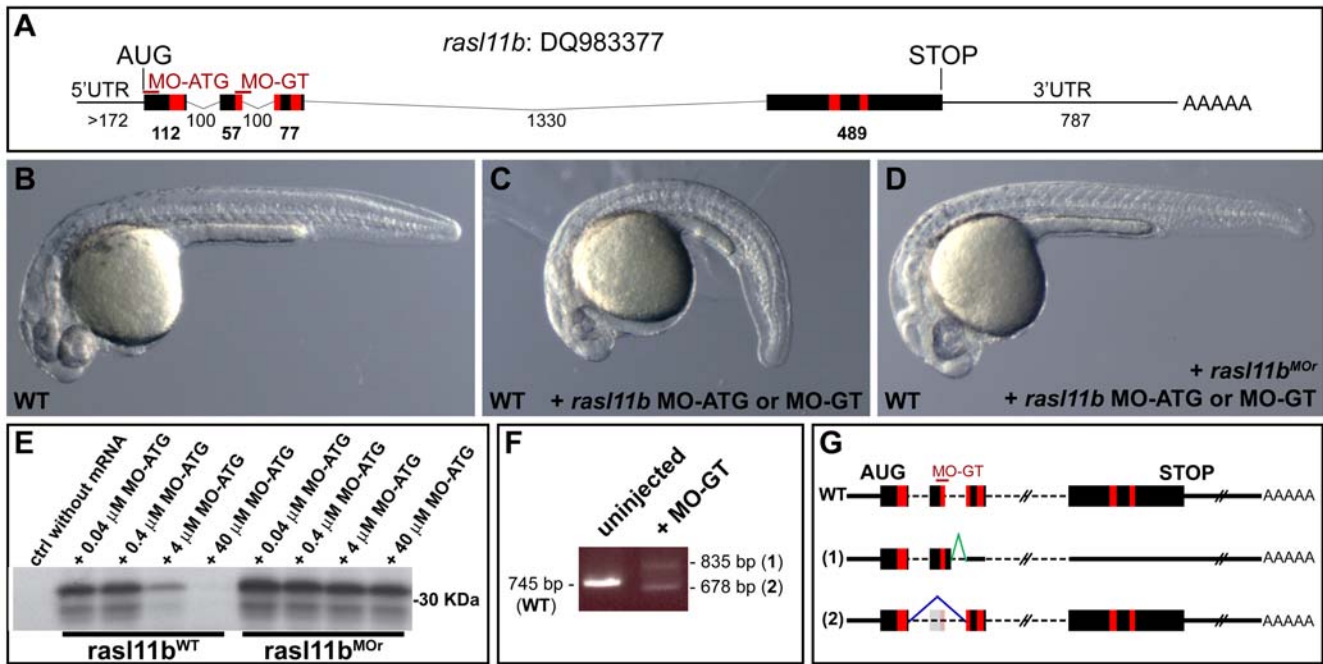 A
rasl11b: DQ983377
AUG
STOP
5'UTR
MO-ATG
MO-GT
3'UTR
AAAAA
>172
112
100
57
100
77
1330
489
787
B
WT
C
WT + rasl11b MO-ATG or MO-GT
D
+ rasl11b^MOr
WT + rasl11b MO-ATG or MO-GT
E
ctrl without mRNA
+ 0.04 µM MO-ATG
+ 0.4 µM MO-ATG
+ 4 µM MO-ATG
+ 40 µM MO-ATG
+ 0.04 µM MO-ATG
+ 0.4 µM MO-ATG
+ 4 µM MO-ATG
+ 40 µM MO-ATG
-30 KDa
rasl11b^WT
rasl11b^MOr
F
uninjected
+ MO-GT
745 bp -
(WT)
- 835 bp (1)
- 678 bp (2)
G
AUG
MO-GT
STOP
WT
AAAAA
(1)
AAAAA
(2)
AAAAA